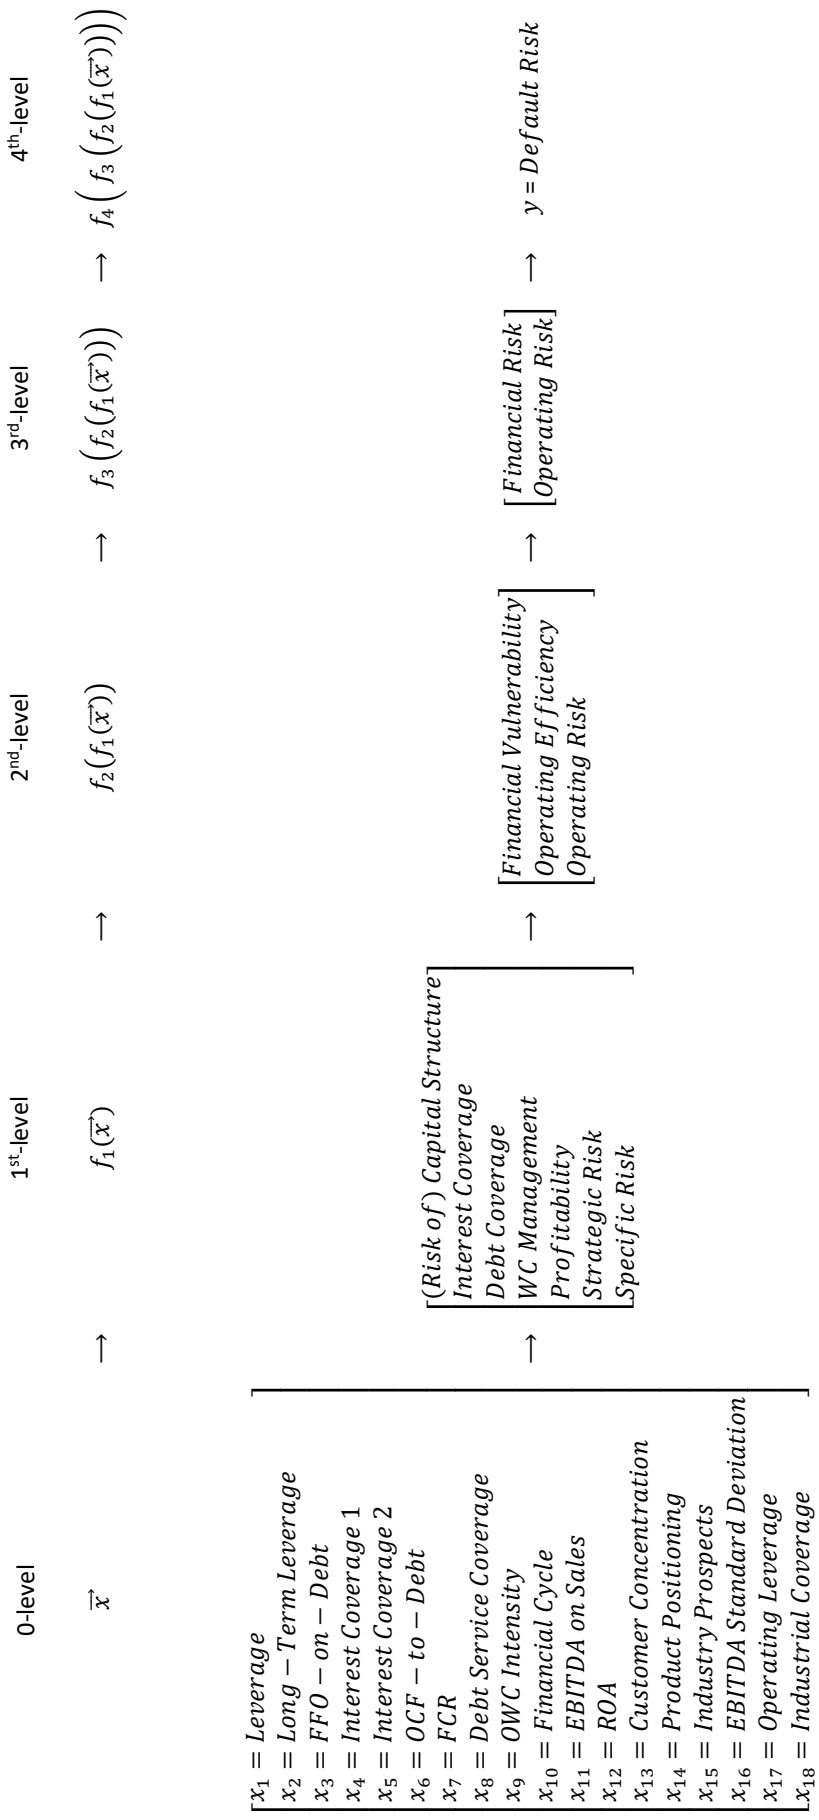 0-level → 1st-level → 2nd-level → 3rd-level → 4th-level
x⃗ → f₁(x⃗) → f₂(f₁(x⃗)) → f₃(f₂(f₁(x⃗))) → f₄(f₃(f₂(f₁(x⃗))))
x₁ = Leverage
x₂ = Long − Term Leverage
x₃ = FFO − on − Debt
x₄ = Interest Coverage 1
x₅ = Interest Coverage 2
x₆ = OCF − to − Debt
x₇ = FCR
x₈ = Debt Service Coverage
x₉ = OWC Intensity
x₁₀ = Financial Cycle
x₁₁ = EBITDA on Sales
x₁₂ = ROA
x₁₃ = Customer Concentration
x₁₄ = Product Positioning
x₁₅ = Industry Prospects
x₁₆ = EBITDA Standard Deviation
x₁₇ = Operating Leverage
x₁₈ = Industrial Coverage
→
(Risk of) Capital Structure
Interest Coverage
Debt Coverage
WC Management
Profitability
Strategic Risk
Specific Risk
→
Financial Vulnerability
Operating Efficiency
Operating Risk
→
Financial Risk
Operating Risk
→
y = Default Risk